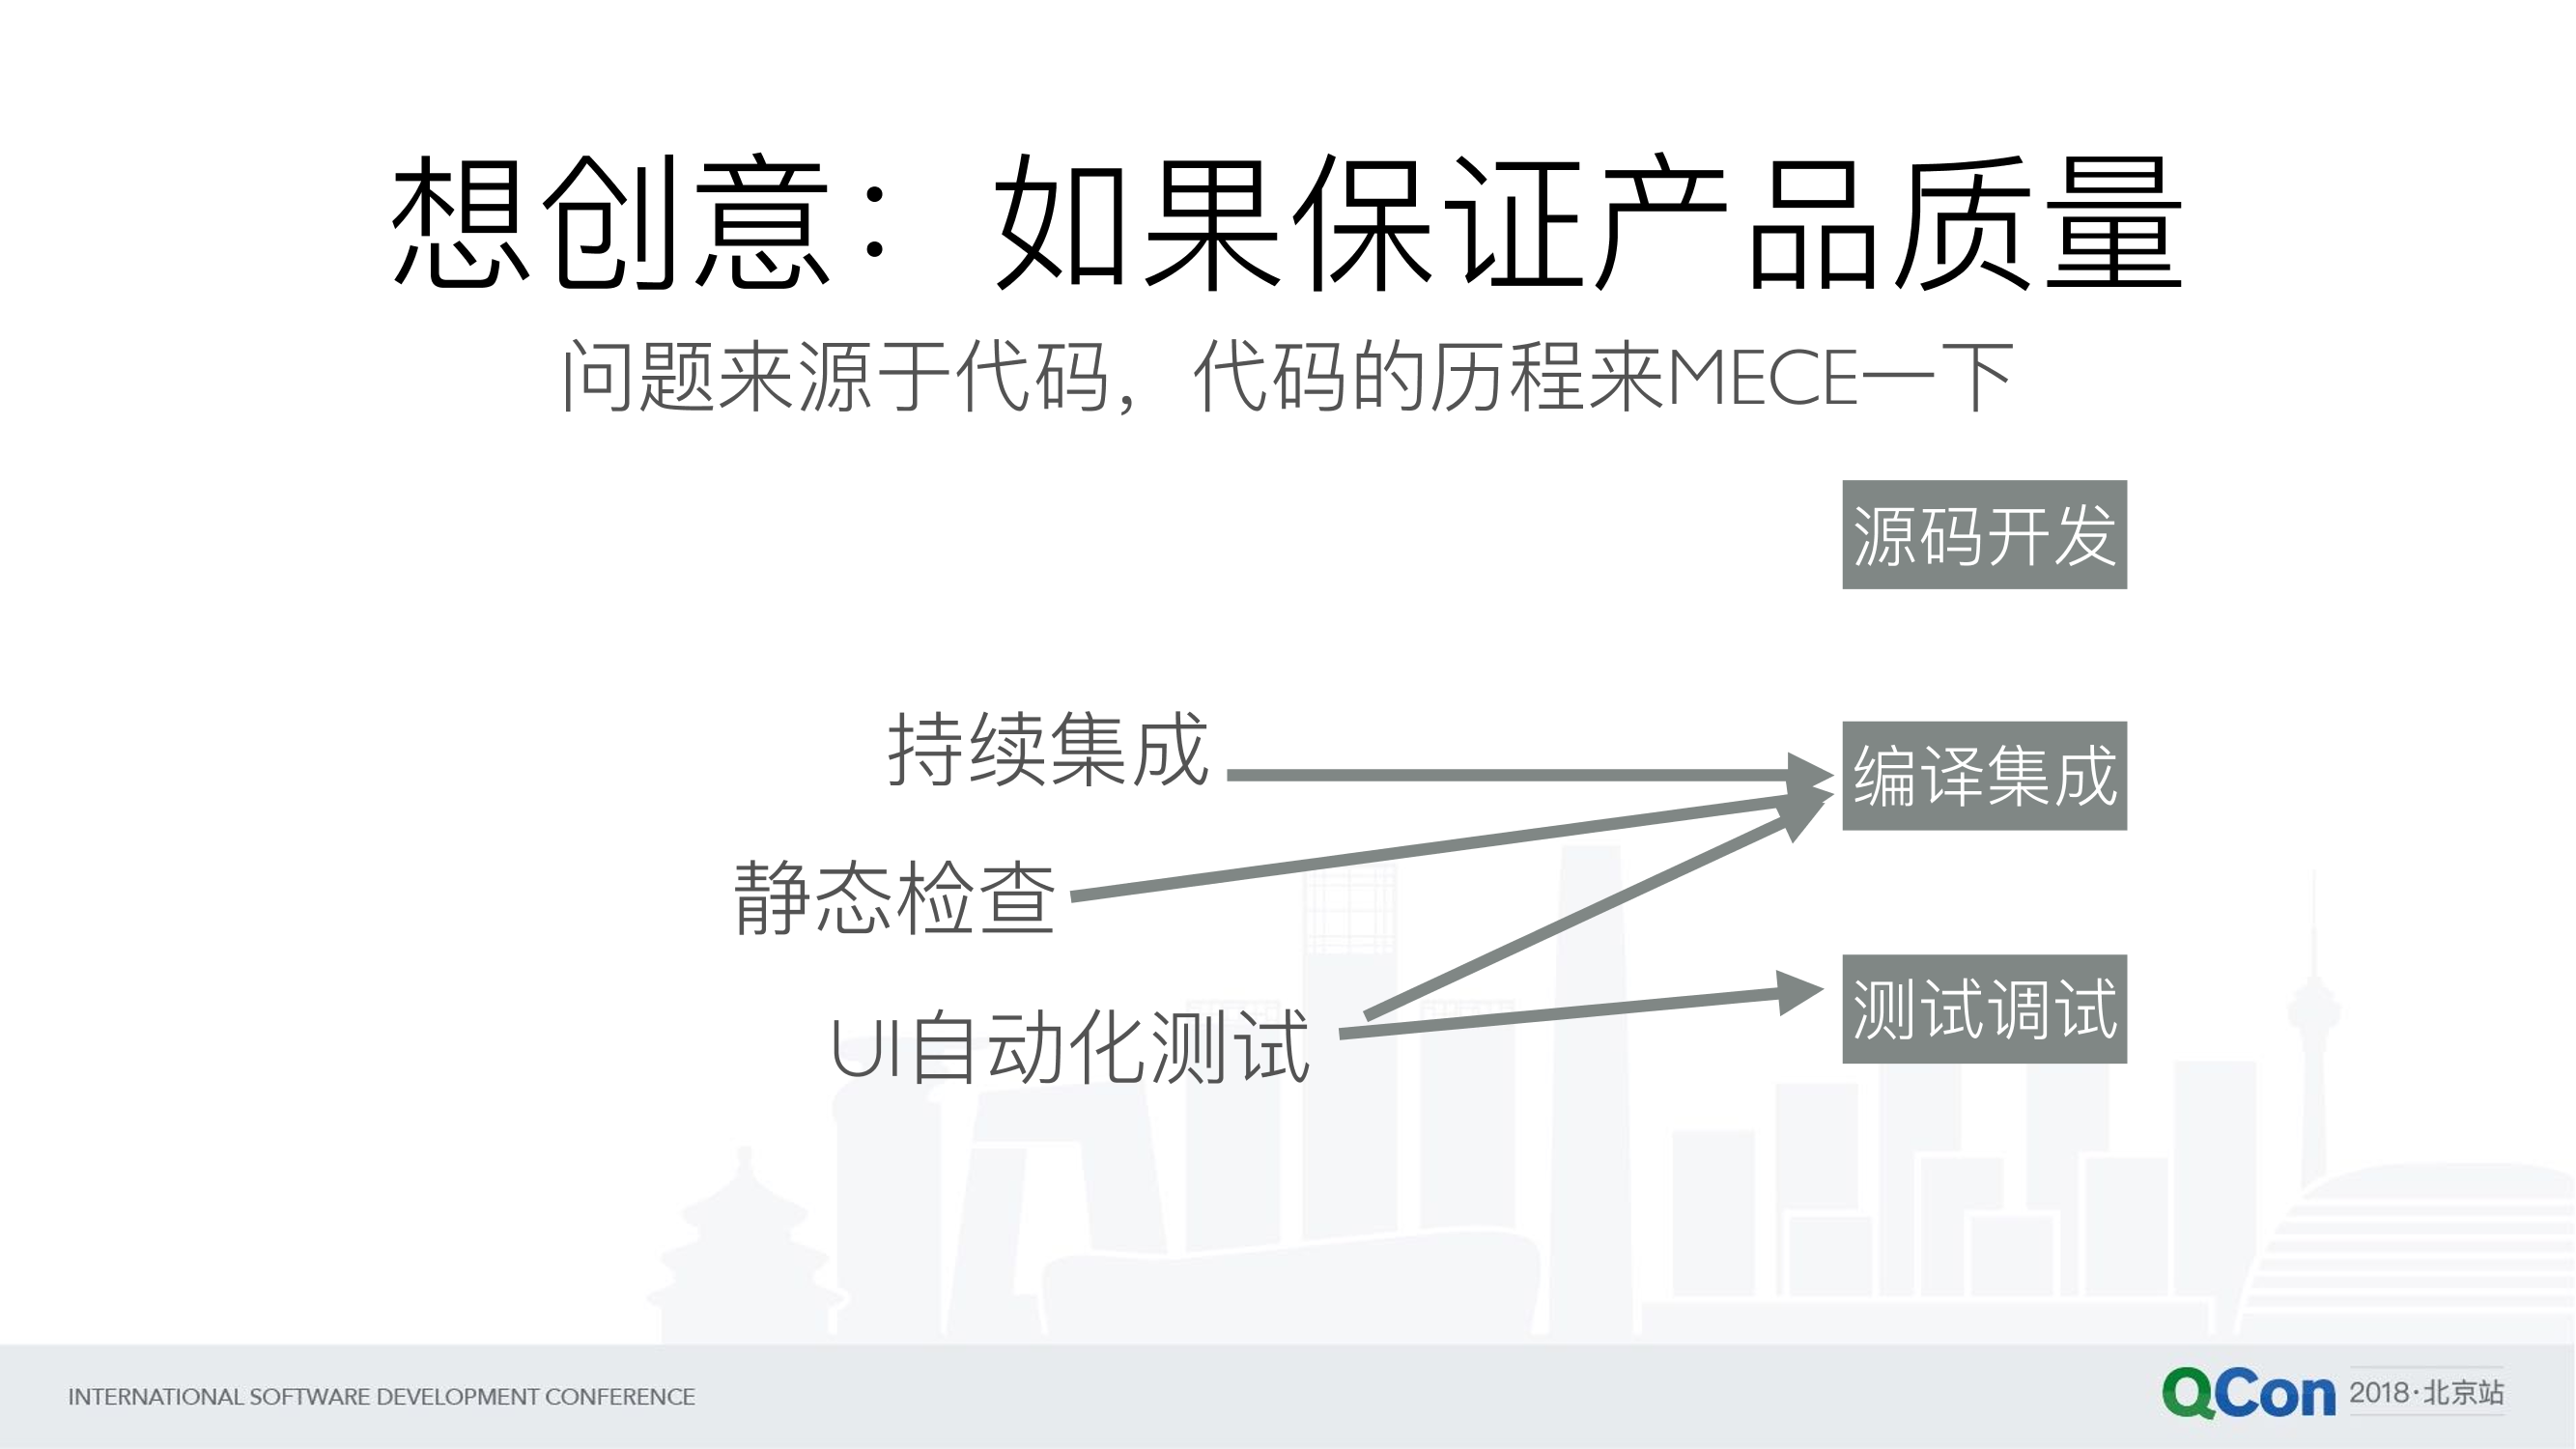 想创意：如果保证产品质量
问题来源于代码，代码的历程来MECE一下
源码开发
持续集成
编译集成
静态检查
UI自动化测试
测试调试
INTERNATIONAL SOFTWARE DEVELOPMENT CONFERENCE
QCon 2018·北京站